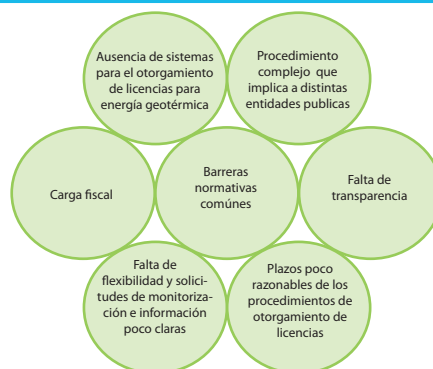 Ausencia de sistemas
para el otorgamiento
de licencias para
energía geotérmica
Procedimiento
complejo que
implica a distintas
entidades publicas
Carga fiscal
Barreras
normativas
comúnes
Falta de
transparencia
Falta de
flexibilidad y solici-
tudes de monitoriza-
ción e información
poco claras
Plazos poco
razonables de los
procedimientos de
otorgamiento de
licencias